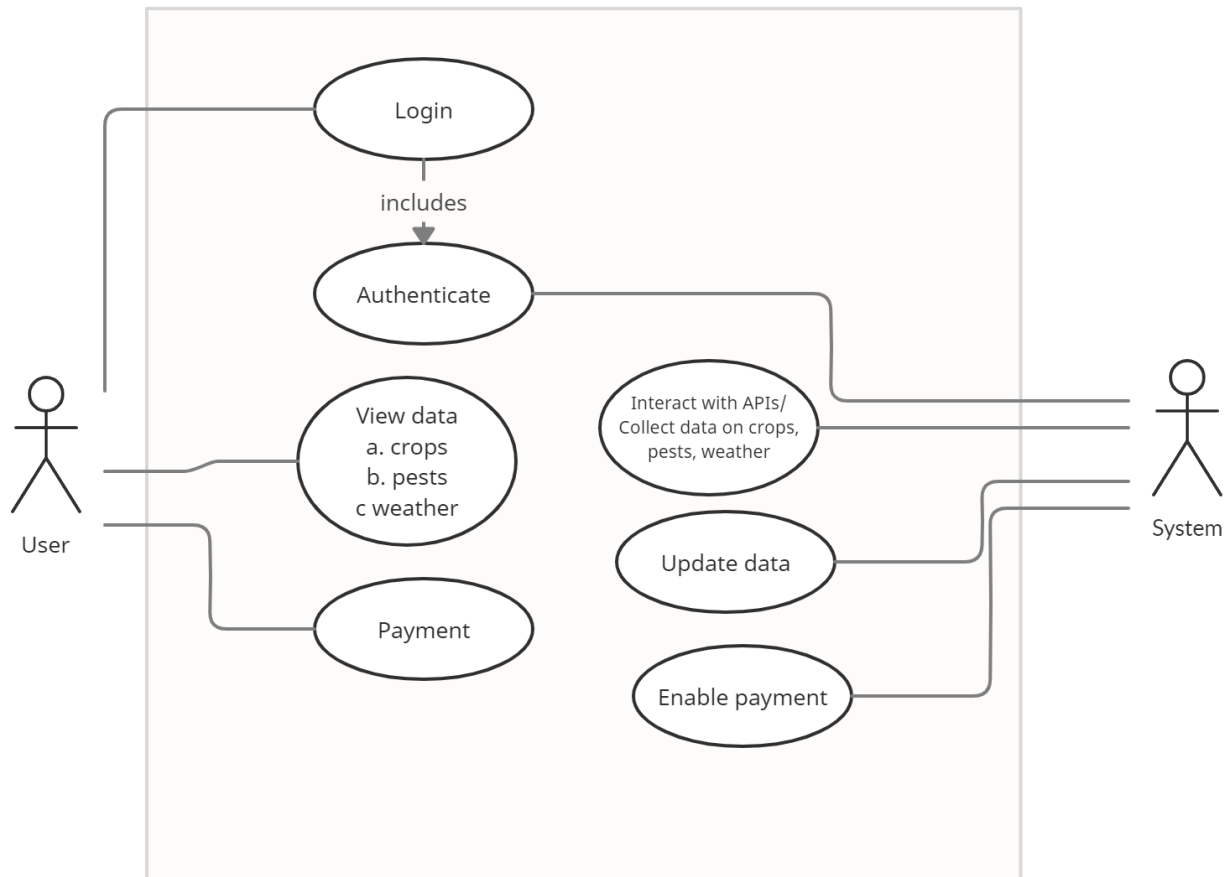 Login
includes
Authenticate
View data
a. crops
b. pests
c weather
Payment
User
Interact with APIs/
Collect data on crops,
pests, weather
Update data
Enable payment
System